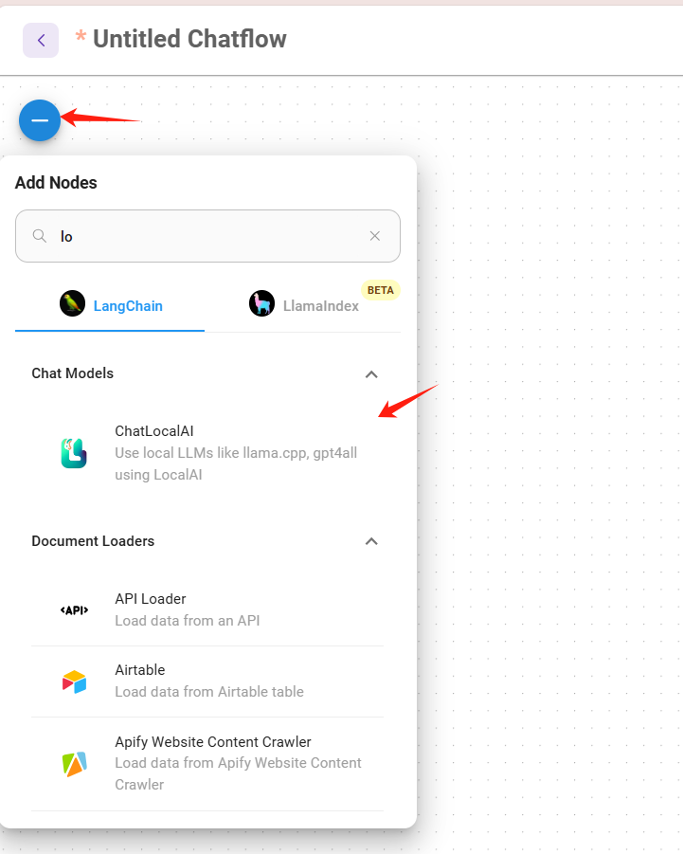 * Untitled Chatflow
Add Nodes
lo
LangChain
LlamaIndex
BETA
Chat Models
ChatLocalAI
Use local LLMs like llama.cpp, gpt4all
using LocalAI
Document Loaders
<API>
API Loader
Load data from an API
Airtable
Load data from Airtable table
Apify Website Content Crawler
Load data from Apify Website Content
Crawler